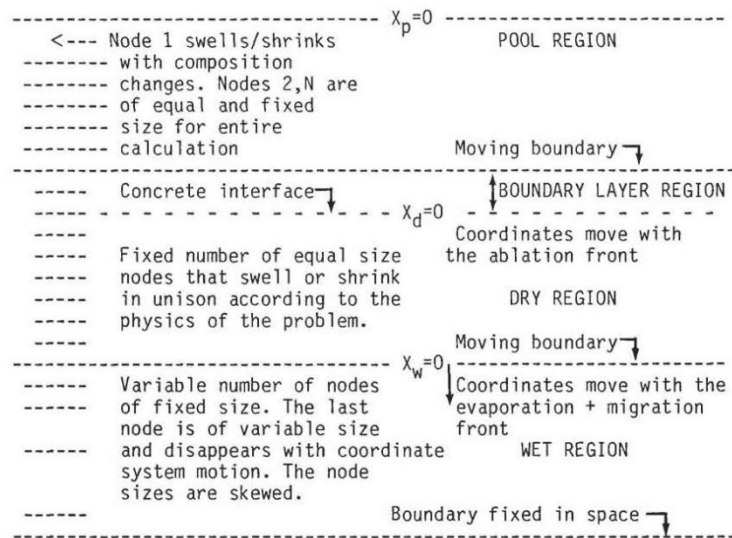 Xp=0
<--- Node 1 swells/shrinks POOL REGION
with composition
changes. Nodes 2,N are
of equal and fixed
size for entire
calculation Moving boundary
Concrete interface BOUNDARY LAYER REGION
Xd=0
Coordinates move with
Fixed number of equal size the ablation front
nodes that swell or shrink
in unison according to the DRY REGION
physics of the problem.
Moving boundary
Xw=0
Variable number of nodes Coordinates move with the
of fixed size. The last evaporation + migration
node is of variable size front
and disappears with coordinate WET REGION
system motion. The node
sizes are skewed.
Boundary fixed in space